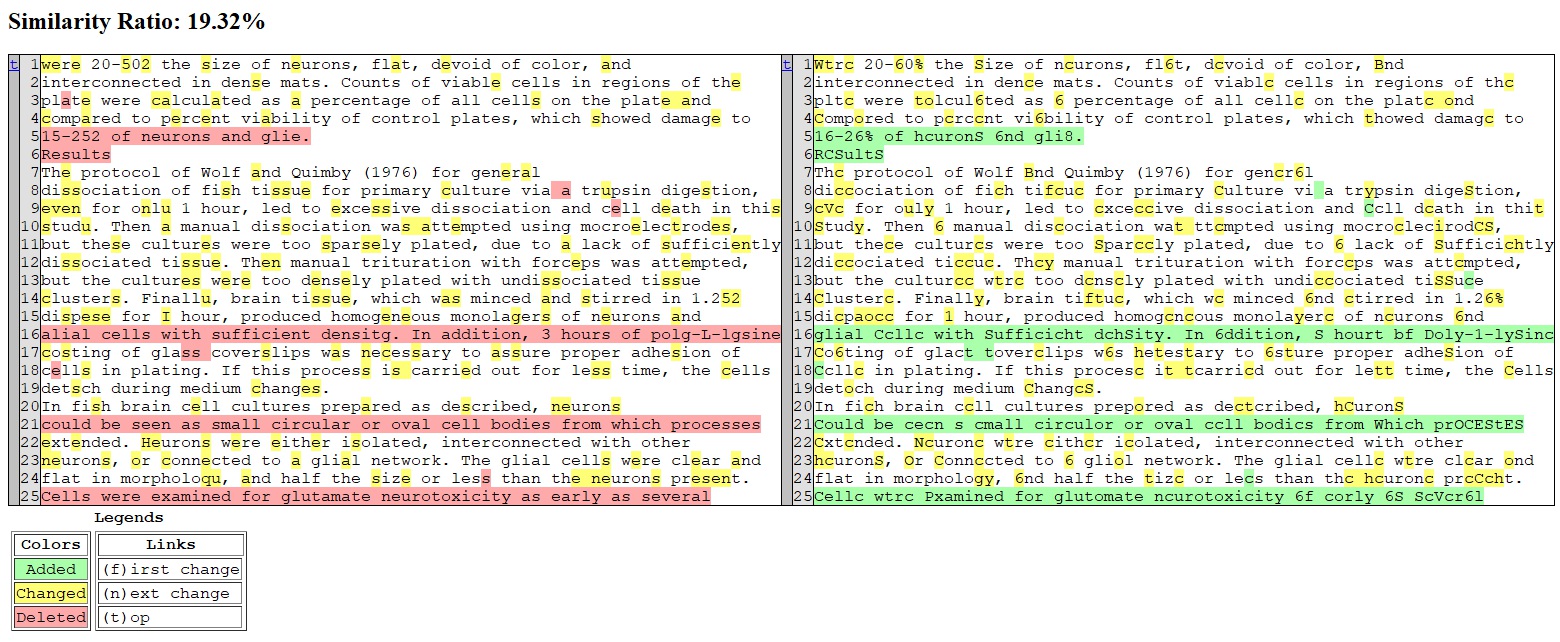 Similarity Ratio: 19.32%
t 1 were 20-502 the size of neurons, flat, devoid of color, and
2 interconnected in dense mats. Counts of viable cells in regions of the
3 plate were calculated as a percentage of all cells on the plate and
4 compared to percent viability of control plates, which showed damage to
5 15-252 of neurons and glie.
6 Results
7 The protocol of Wolf and Quimby (1976) for general
8 dissociation of fish tissue for primary culture via a trupsin digestion,
9 even for onlu 1 hour, led to excessive dissociation and cell death in this
10 studu. Then a manual dissociation was attempted using mocroelectrodes,
11 but these cultures were too sparsely plated, due to a lack of sufficiently
12 dissociated tissue. Then manual trituration with forceps was attempted,
13 but the cultures were too densely plated with undissociated tissue
14 clusters. Finallu, brain tissue, which was minced and stirred in 1.252
15 dispese for I hour, produced homogeneous monolagers of neurons and
16 alial cells with sufficient densitg. In addition, 3 hours of polg-L-lgsine
17 costing of glass coverslips was necessary to assure proper adhesion of
18 cells in plating. If this process is carried out for less time, the cells
19 detsch during medium changes.
20 In fish brain cell cultures prepared as described, neurons
21 could be seen as small circular or oval cell bodies from which processes
22 extended. Heurons were either isolated, interconnected with other
23 neurons, or connected to a glial network. The glial cells were clear and
24 flat in morphologu, and half the size or less than the neurons present.
25 Cells were examined for glutamate neurotoxicity as early as several
t 1 Wtrc 20-60% the Size of ncurons, fl6t, dcvoid of color, Bnd
2 interconnected in dence mats. Counts of viablc cells in regions of thc
3 pltc were tolcul6ted as 6 percentage of all cellc on the platc ond
4 Compored to pcrccnt vi6bility of control plates, which thowed damagc to
5 16-26% of hcuronS 6nd gli8.
6 RCSultS
7 Thc protocol of Wolf Bnd Quimby (1976) for gencr6l
8 diccociation of fich tifcuc for primary Culture vi a trypsin digeStion,
9 cVc for ouly 1 hour, led to cxceccive dissociation and Ccll dcath in thit
10 Study. Then 6 manual discociation wat ttcmpted using mocroclecirodCS,
11 but thece culturcs were too Sparccly plated, due to 6 lack of Sufficichtly
12 diccociated ticcuc. Thcy manual trituration with forccps was attcmpted,
13 but the culturcc wtrc too dcnscly plated with undiccociated tiSSuce
14 Clusterc. Finally, brain tiftuc, which wc minced 6nd ctirred in 1.26%
15 dicpaocc for 1 hour, produced homogcncous monolayerc of ncurons 6nd
16 glial Ccllc with Sufficicht dchSity. In 6ddition, S hourt bf Doly-1-lySinc
17 Co6ting of glact toverclips w6s hetestary to 6sture proper adheSion of
18 Ccllc in plating. If this procesc it tcarricd out for lett time, the Cells
19 detoch during medium ChangcS.
20 In fich brain ccll cultures prepored as dectcribed, hCuronS
21 Could be cecn s cmall circulor or oval ccll bodics from Which prOCEStES
22 Cxtcnded. Ncuronc wtre cithcr icolated, interconnected with other
23 hcuronS, Or Conncctcd to 6 gliol network. The glial cellc wtre clcar ond
24 flat in morphology, 6nd half the tizc or lecs than thc hcuronc prcCcht.
25 Cellc wtrc Pxamined for glutomate ncurotoxicity 6f corly 6S ScVcr6l
Legends
Colors Links
Added (f)irst change
Changed (n)ext change
Deleted (t)op